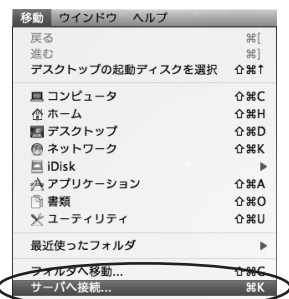 移動 ウインドウ ヘルプ
戻る ⌘[
進む ⌘]
デスクトップの起動ディスクを選択 ⇧⌘↑
コンピュータ ⇧⌘C
ホーム ⇧⌘H
デスクトップ ⇧⌘D
ネットワーク ⇧⌘K
iDisk ▶
アプリケーション ⇧⌘A
書類 ⇧⌘O
ユーティリティ ⇧⌘U
最近使ったフォルダ ▶
フォルダへ移動... ⇧⌘G
サーバへ接続... ⌘K